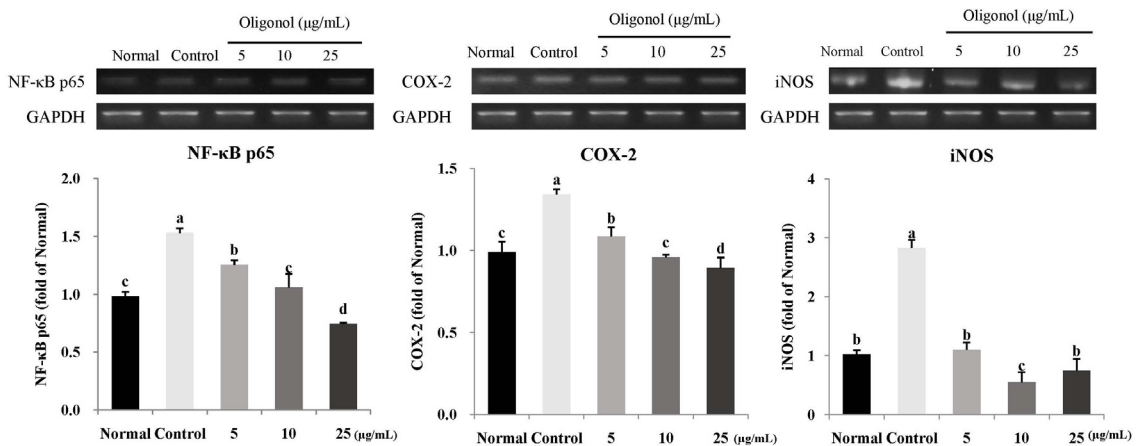 Oligonol (μg/mL)
Normal Control 5 10 25
NF-κB p65
GAPDH
NF-κB p65
2.0
1.5
1.0
0.5
0.0
NF-κB p65 (fold of Normal)
c a b c d
Normal Control 5 10 25 (μg/mL)
Oligonol (μg/mL)
Normal Control 5 10 25
COX-2
GAPDH
COX-2
1.5
1.0
0.5
0.0
COX-2 (fold of Normal)
c a b c d
Normal Control 5 10 25 (μg/mL)
Oligonol (μg/mL)
Normal Control 5 10 25
iNOS
GAPDH
iNOS
4
3
2
1
0
iNOS (fold of Normal)
b a b c b
Normal Control 5 10 25 (μg/mL)